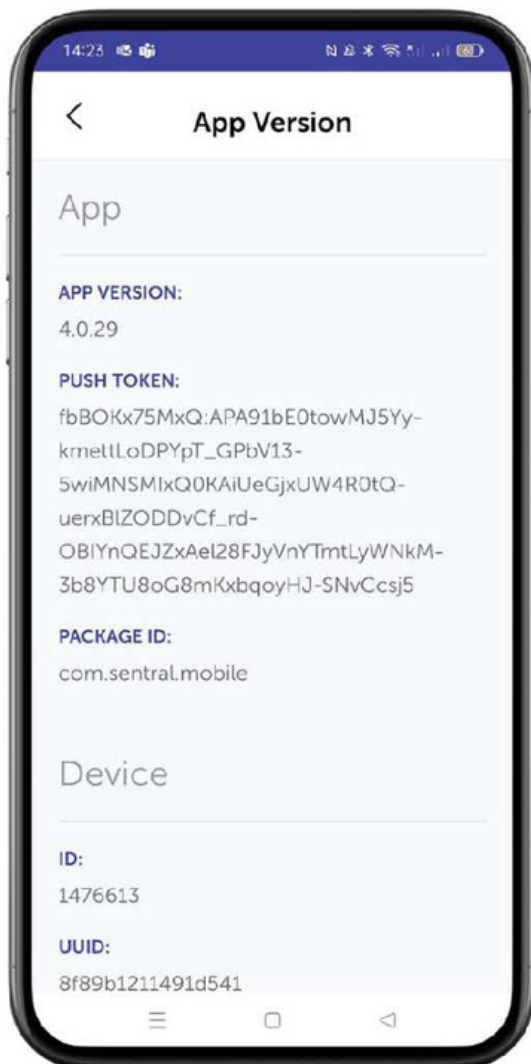 14:23
App Version
App
APP VERSION:
4.0.29
PUSH TOKEN:
fbBOKx75MxQ:APA91bE0towMJ5Yy-
kmettLoDPYpT_GPbV13-
5wiMNSMIxQ0KAiUeGjxUW4R0tQ-
uerxBlZODDvCf_rd-
OBIYnQEJZxAel28FJyVnYTmtLyWNkM-
3b8YTU8oG8mKxbqoyHJ-SNvCcsj5
PACKAGE ID:
com.sentral.mobile
Device
ID:
1476613
UUID:
8f89b1211491d541